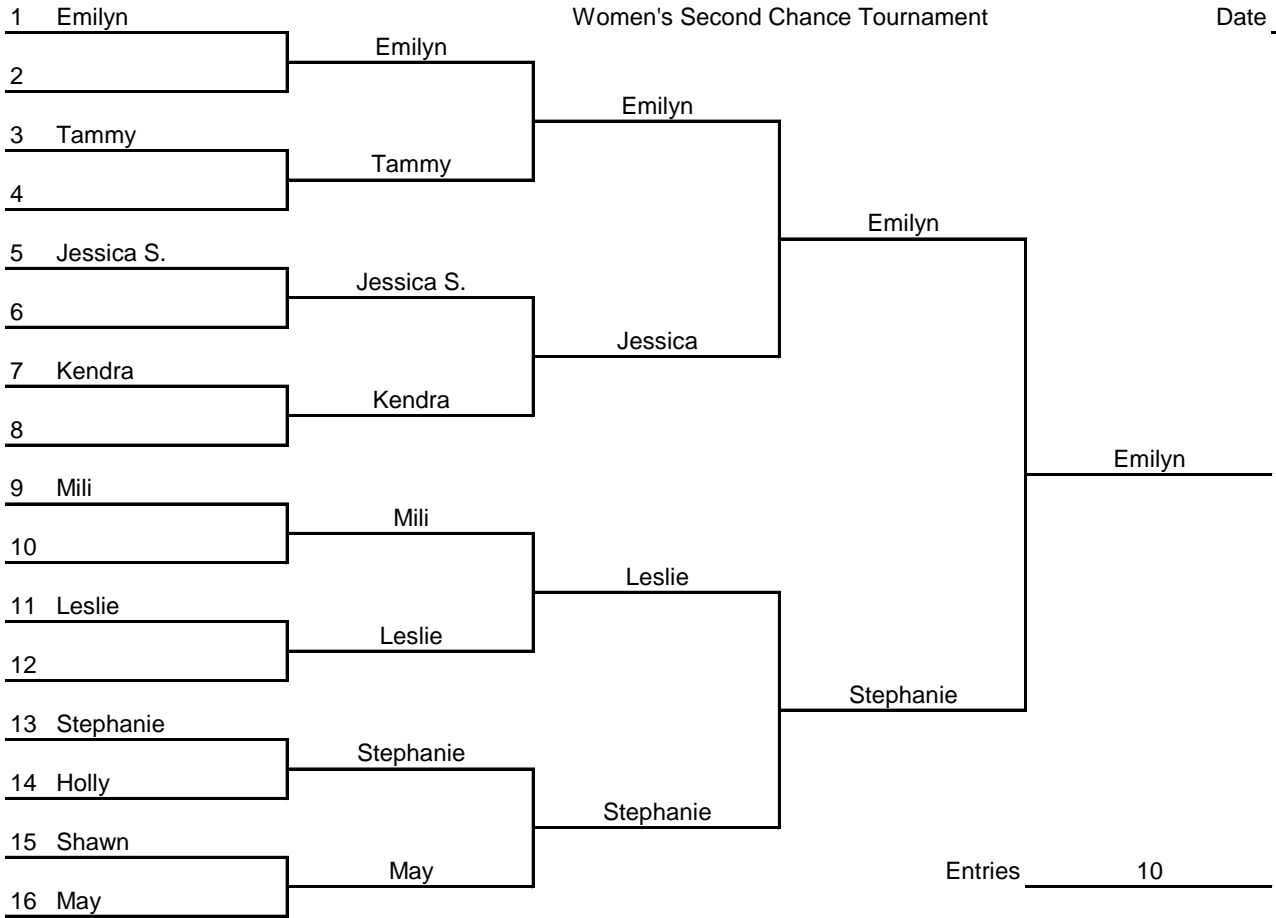 1 Emilyn
Women's Second Chance Tournament
Date
Emilyn
2
Emilyn
3 Tammy
Tammy
4
Emilyn
5 Jessica S.
Jessica S.
6
Jessica
7 Kendra
Kendra
8
Emilyn
9 Mili
Mili
10
Leslie
11 Leslie
Leslie
12
Stephanie
13 Stephanie
Stephanie
14 Holly
Stephanie
15 Shawn
May
Entries 10
16 May